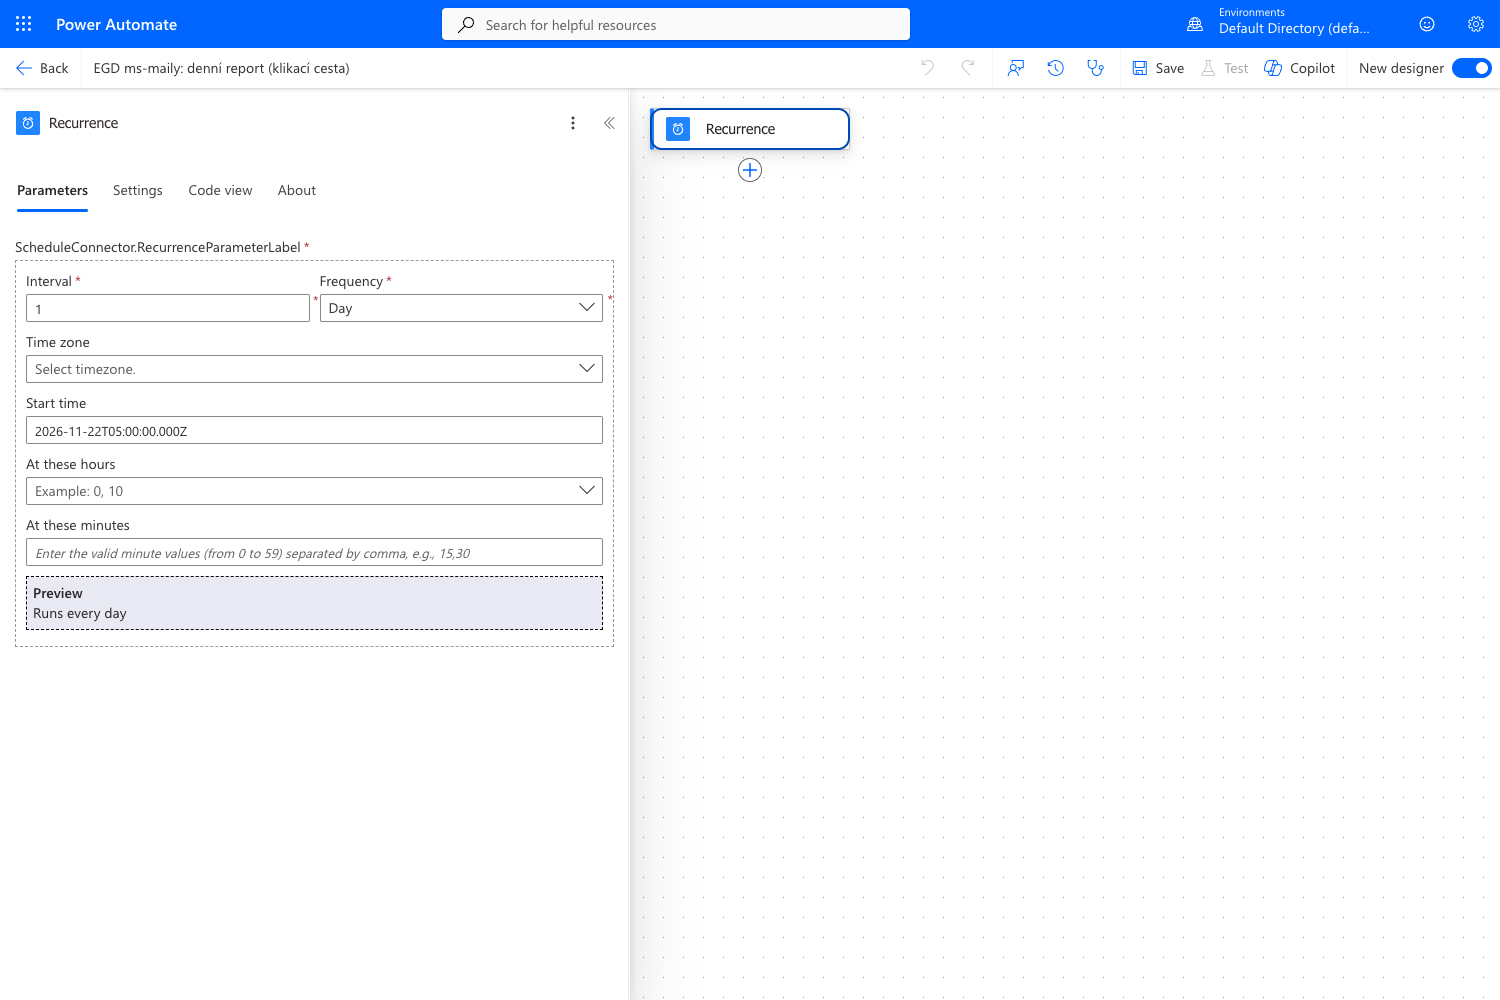 Power Automate
Search for helpful resources
Environments
Default Directory (defa...
Back
EGD ms-maily: denní report (klikací cesta)
Save
Test
Copilot
New designer
Recurrence
Parameters
Settings
Code view
About
ScheduleConnector.RecurrenceParameterLabel *
Interval *
Frequency *
1
*
Day
*
Time zone
Select timezone.
Start time
2026-11-22T05:00:00.000Z
At these hours
Example: 0, 10
At these minutes
Enter the valid minute values (from 0 to 59) separated by comma, e.g., 15,30
Preview
Runs every day
Recurrence